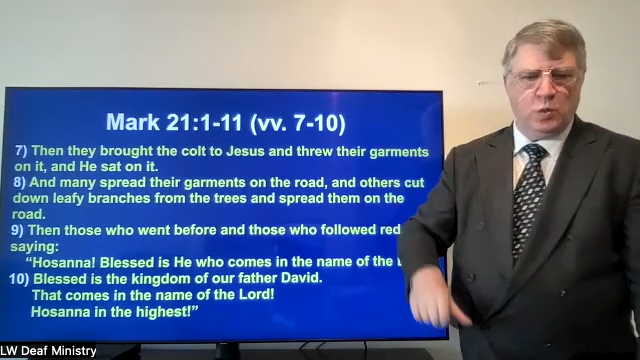 Mark 21:1-11 (vv. 7-10)
7) Then they brought the colt to Jesus and threw their garments
on it, and He sat on it.
8) And many spread their garments on the road, and others cut
down leafy branches from the trees and spread them on the
road.
9) Then those who went before and those who followed
saying:
"Hosanna! Blessed is He who comes in the name of the
10) Blessed is the kingdom of our father David.
That comes in the name of the Lord!
Hosanna in the highest!"
LW Deaf Ministry